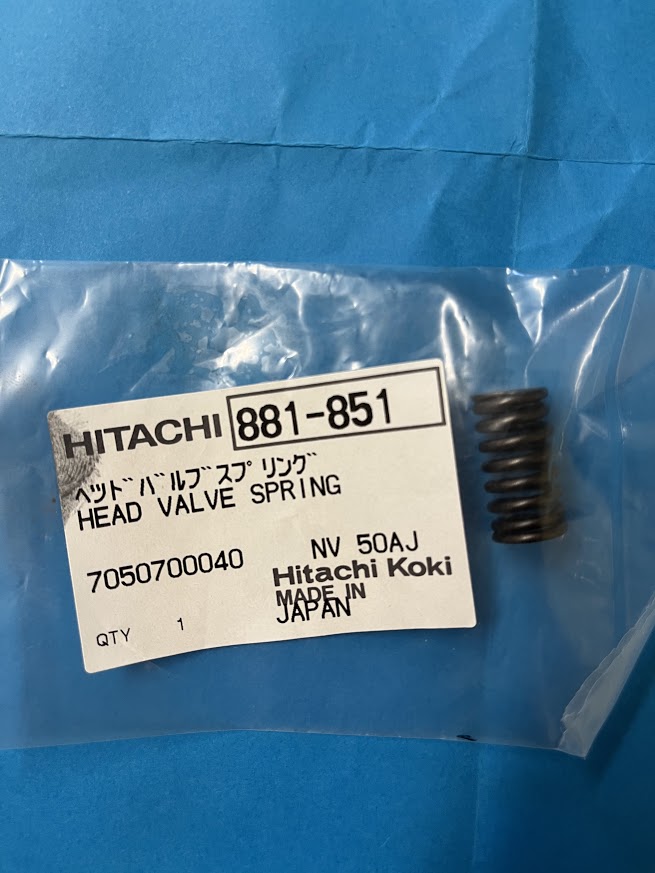 HITACHI 881-851
ヘッドバルブスプリング
HEAD VALVE SPRING
7050700040 NV 50AJ
Hitachi Koki
MADE IN
JAPAN
QTY 1